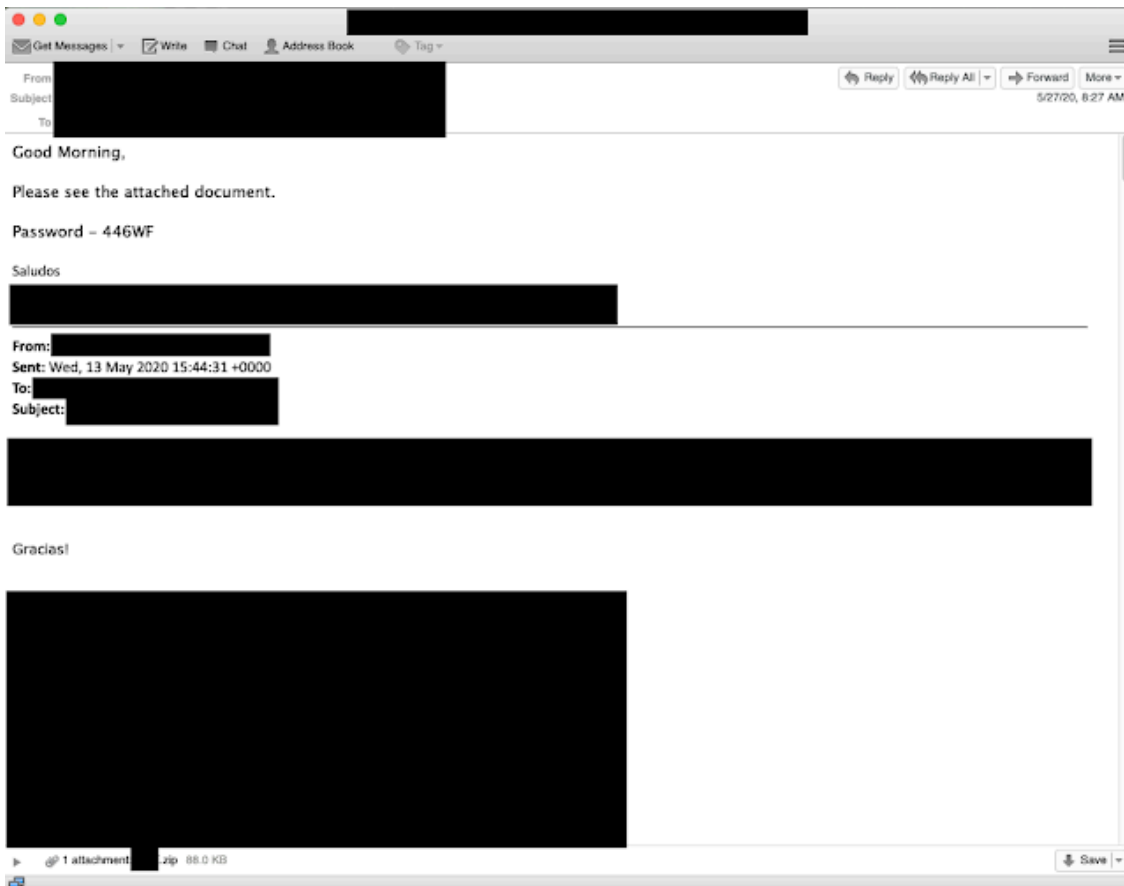 Get Messages Write Chat Address Book Tag
From Reply Reply All Forward More
Subject 5/27/20, 8:27 AM
To
Good Morning,
Please see the attached document.
Password – 446WF
Saludos
From:
Sent: Wed, 13 May 2020 15:44:31 +0000
To:
Subject:
Gracias!
1 attachment .zip 88.0 KB Save